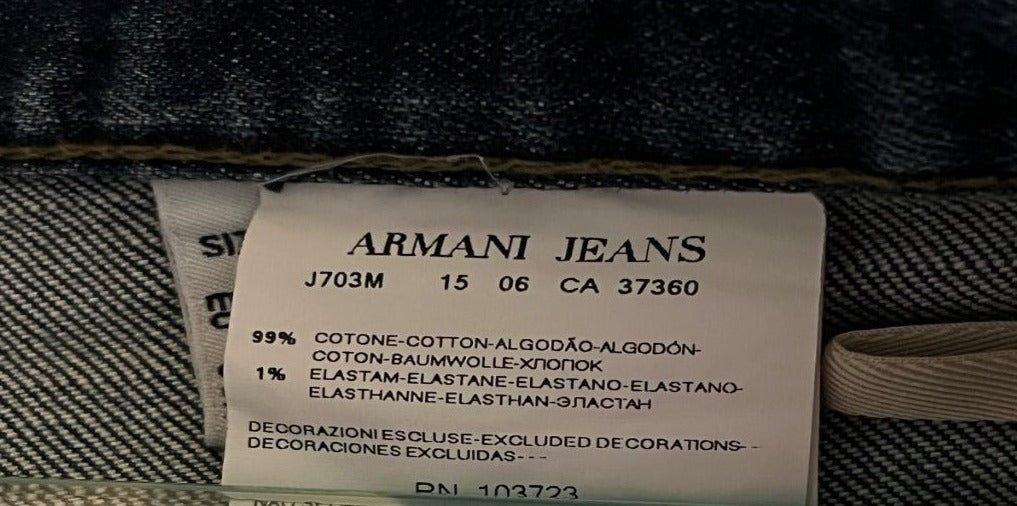 ARMANI JEANS
J703M 15 06 CA 37360
99% COTONE-COTTON-ALGODÃO-ALGODÓN-
COTON-BAUMWOLLE-ХЛОПОК
1% ELASTAM-ELASTANE-ELASTANO-ELASTANO-
ELASTHANNE-ELASTHAN-ЭЛАСТАН
DECORAZIONI ESCLUSE-EXCLUDED DECORATIONS--
DECORACIONES EXCLUIDAS---
RN 103723